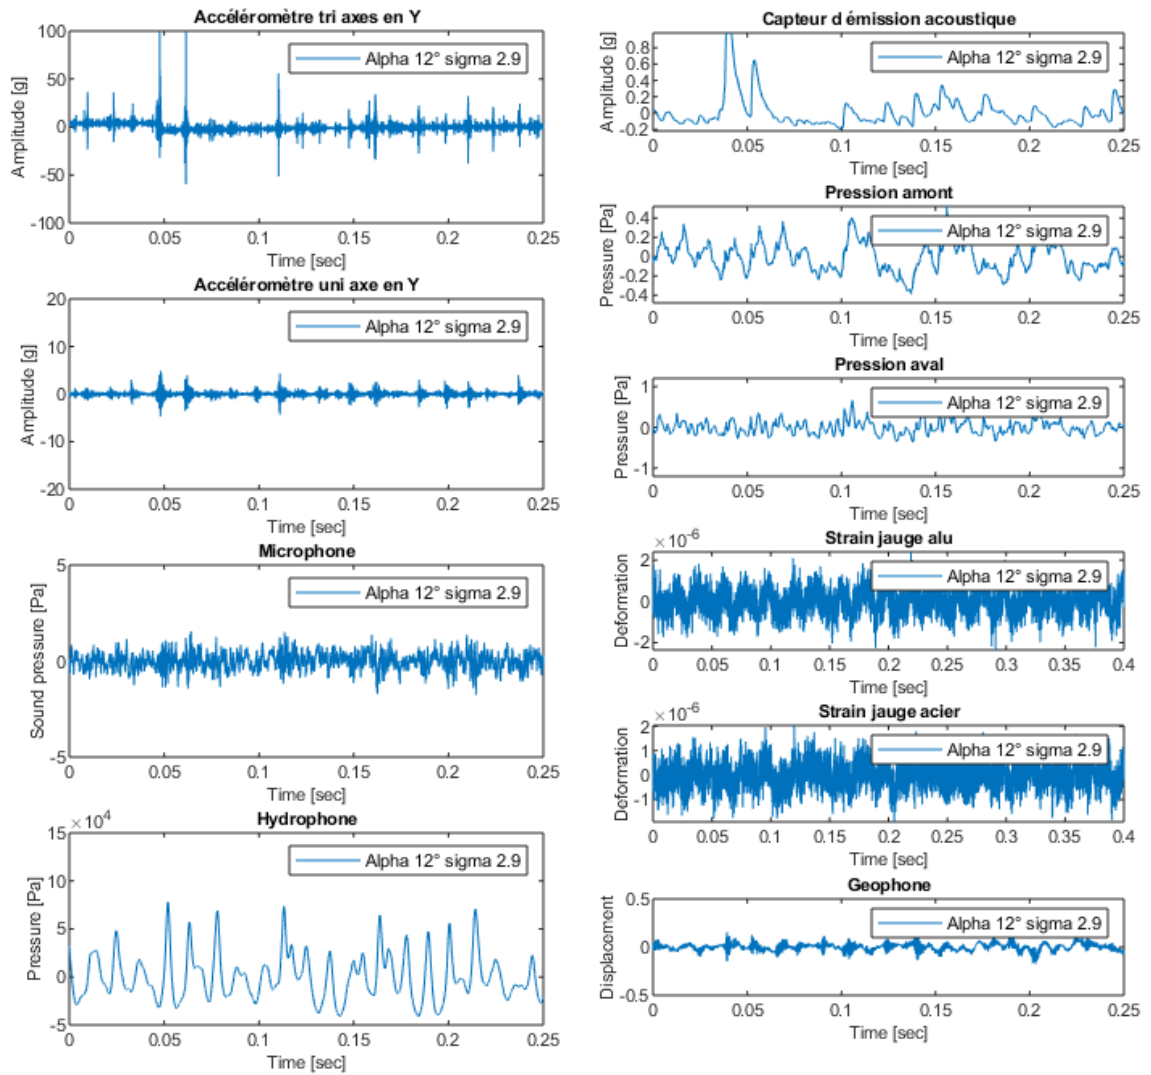 Accéléromètre tri axes en Y
Amplitude [g]
100
50
0
-50
-100
Alpha 12° sigma 2.9
0 0.05 0.1 0.15 0.2 0.25
Time [sec]
Accéléromètre uni axe en Y
Amplitude [g]
20
10
0
-10
-20
Alpha 12° sigma 2.9
0 0.05 0.1 0.15 0.2 0.25
Time [sec]
Microphone
Sound pressure [Pa]
5
0
-5
Alpha 12° sigma 2.9
0 0.05 0.1 0.15 0.2 0.25
Time [sec]
Hydrophone
×10⁴
Pressure [Pa]
15
10
5
0
-5
Alpha 12° sigma 2.9
0 0.05 0.1 0.15 0.2 0.25
Time [sec]
Capteur d émission acoustique
Amplitude [g]
0.8
0.6
0.4
0.2
0
-0.2
Alpha 12° sigma 2.9
0 0.05 0.1 0.15 0.2 0.25
Time [sec]
Pression amont
Pressure [Pa]
0.4
0.2
0
-0.2
-0.4
Alpha 12° sigma 2.9
0 0.05 0.1 0.15 0.2 0.25
Time [sec]
Pression aval
Pressure [Pa]
1
0
-1
Alpha 12° sigma 2.9
0 0.05 0.1 0.15 0.2 0.25
Time [sec]
Strain jauge alu
×10⁻⁶
Deformation
2
0
-2
Alpha 12° sigma 2.9
0 0.05 0.1 0.15 0.2 0.25 0.3 0.35 0.4
Time [sec]
Strain jauge acier
×10⁻⁶
Deformation
2
1
0
-1
Alpha 12° sigma 2.9
0 0.05 0.1 0.15 0.2 0.25 0.3 0.35 0.4
Time [sec]
Geophone
Displacement
0.5
0
-0.5
Alpha 12° sigma 2.9
0 0.05 0.1 0.15 0.2 0.25
Time [sec]